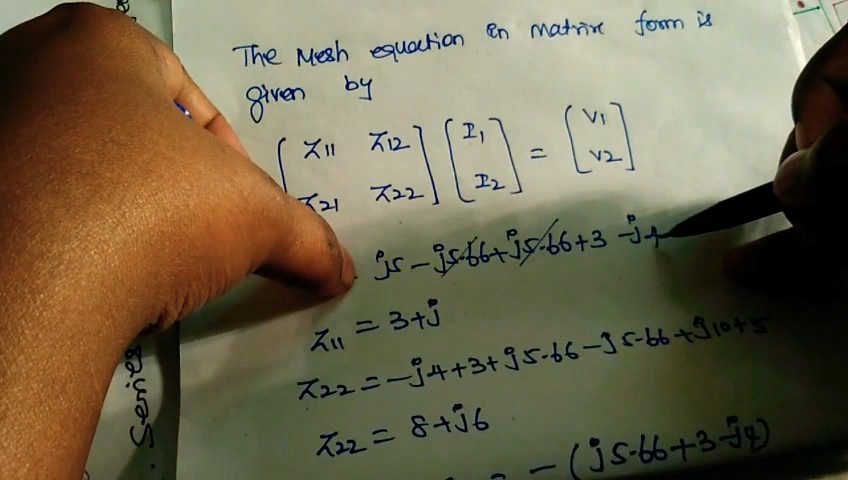 The Mesh equation in matrix form is
given by
[Z11 Z12 Z21 Z22] [I1 I2] = [V1 V2]
j5 - j5.66 + j5.66 + 3 - j4
Z11 = 3+j
Z22 = -j4+3+j5.66-j5.66+j10+5
Z22 = 8+j6
- (j5.66+3-j4)
Series